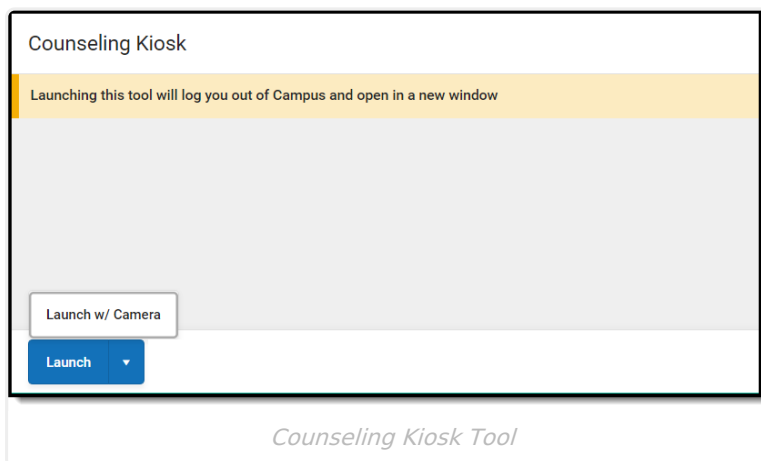 Counseling Kiosk
Launching this tool will log you out of Campus and open in a new window
Launch w/ Camera
Launch
Counseling Kiosk Tool